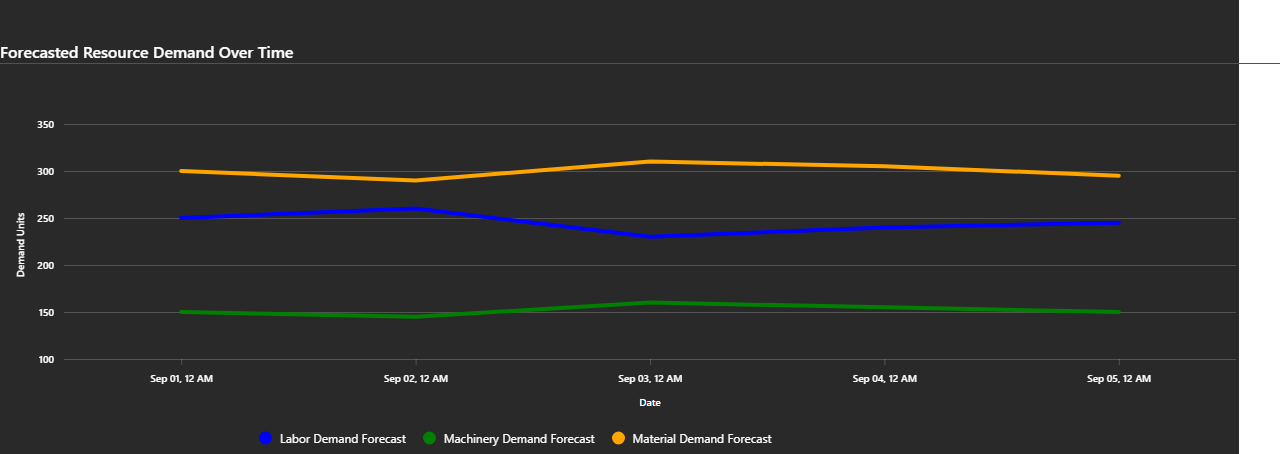 Forecasted Resource Demand Over Time
350
300
250
200
150
100
Demand Units
Sep 01, 12 AM Sep 02, 12 AM Sep 03, 12 AM Sep 04, 12 AM Sep 05, 12 AM
Date
Labor Demand Forecast Machinery Demand Forecast Material Demand Forecast